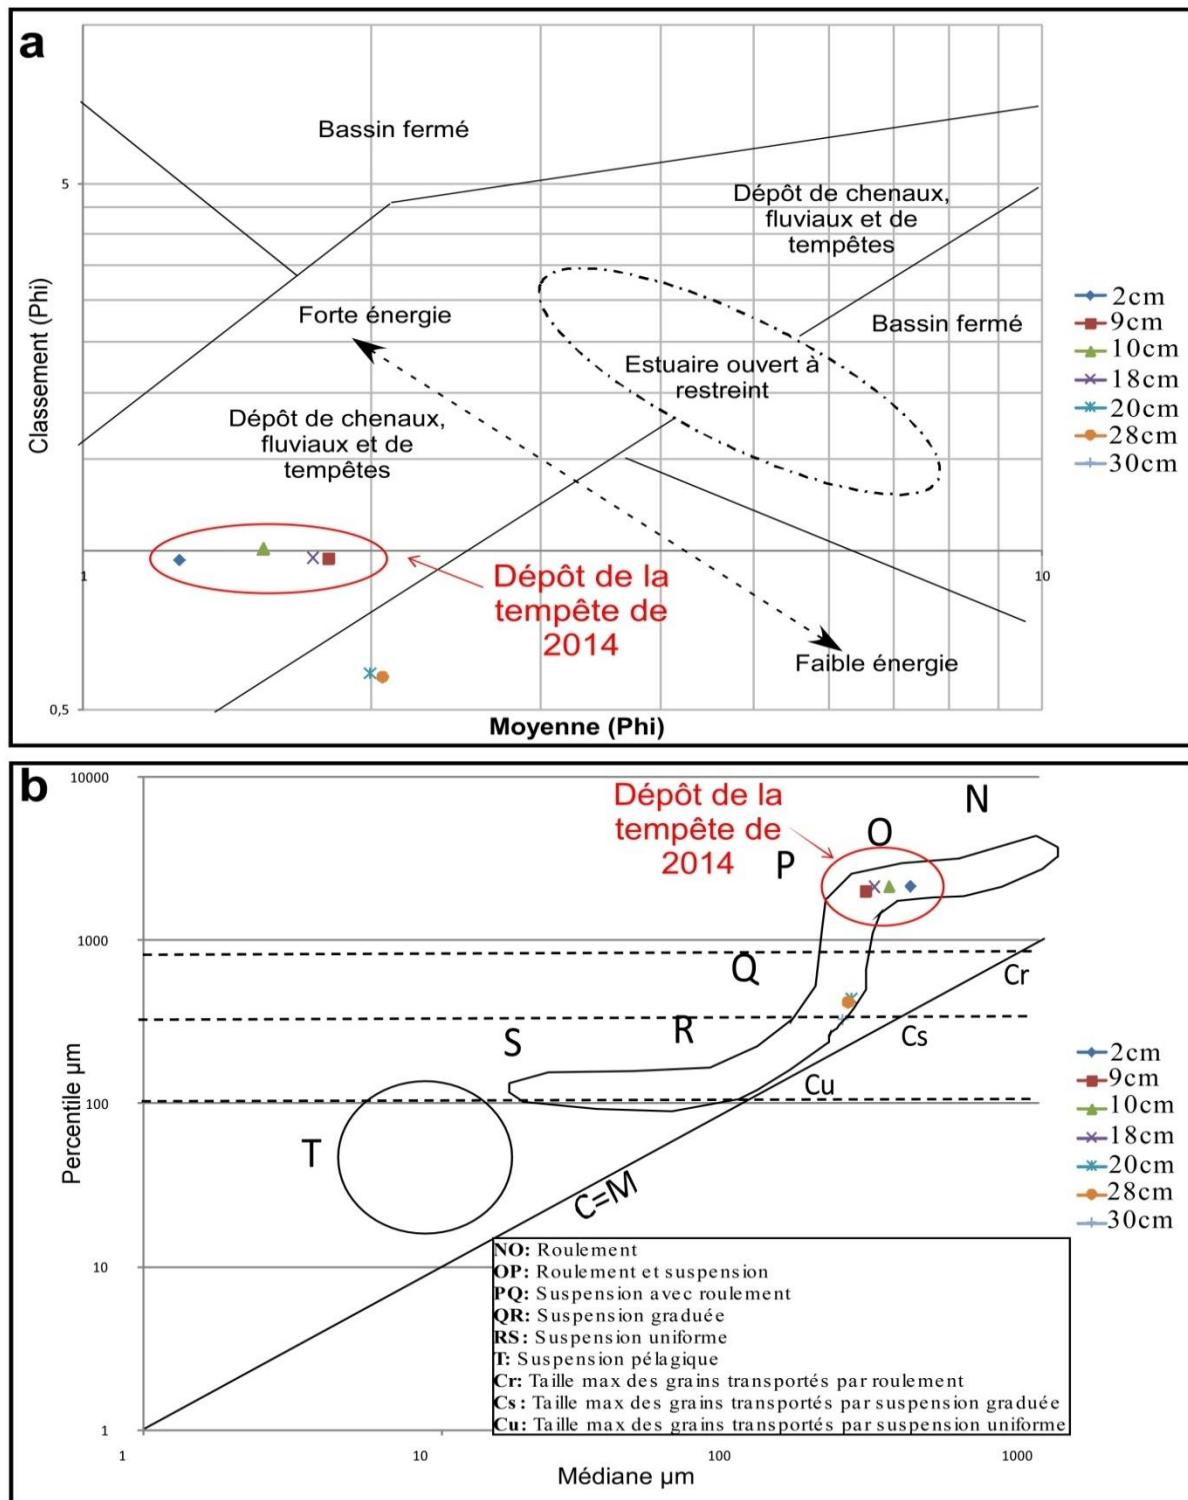 a
Bassin fermé
5
Dépôt de chenaux,
fluviaux et de
tempêtes
Forte énergie
Bassin fermé
Estuaire ouvert à
restreint
Dépôt de chenaux,
fluviaux et de
tempêtes
Classement (Phi)
1
10
Dépôt de la
tempête de
2014
Faible énergie
0,5
Moyenne (Phi)
2cm
9cm
10cm
18cm
20cm
28cm
30cm
b
10000
Dépôt de la
tempête de
2014
N
O
P
1000
Q
Cr
S
R
Cs
Cu
100
T
C=M
Percentile µm
10
1
NO: Roulement
OP: Roulement et suspension
PQ: Suspension avec roulement
QR: Suspension graduée
RS: Suspension uniforme
T: Suspension pélagique
Cr: Taille max des grains transportés par roulement
Cs: Taille max des grains transportés par suspension graduée
Cu: Taille max des grains transportés par suspension uniforme
1
10
100
1000
Médiane µm
2cm
9cm
10cm
18cm
20cm
28cm
30cm